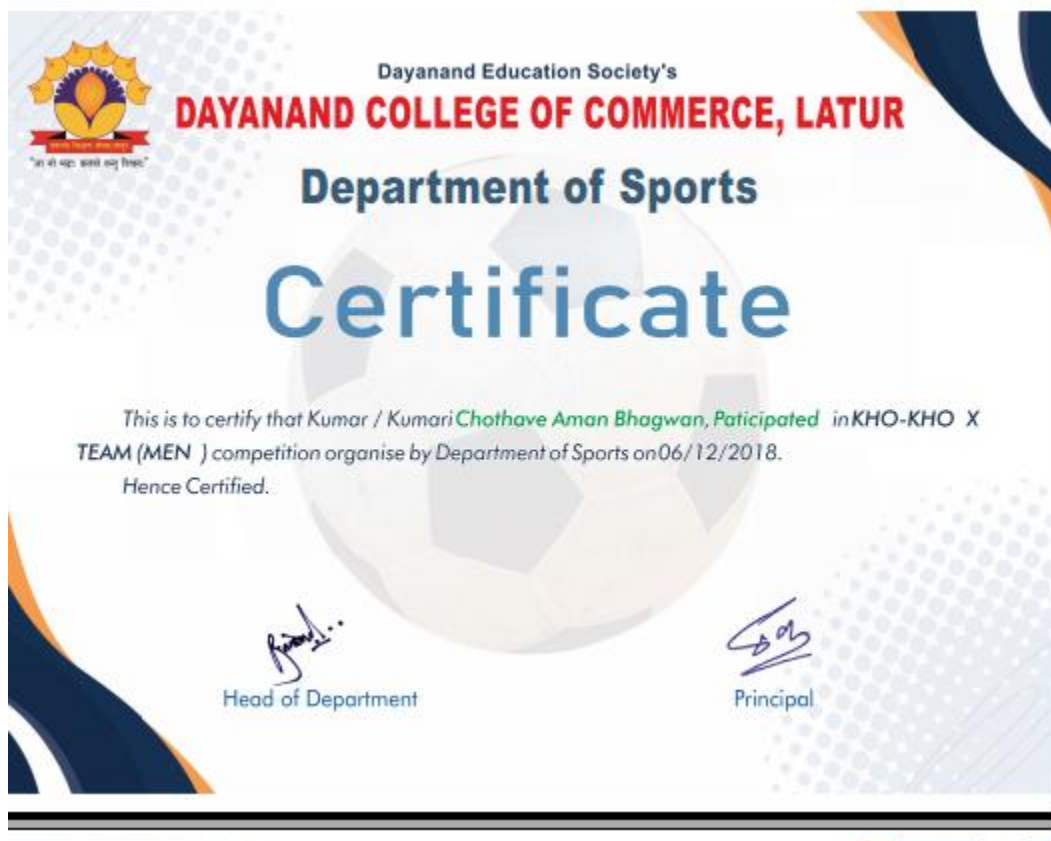 Dayanand Education Society's
DAYANAND COLLEGE OF COMMERCE, LATUR
Department of Sports
Certificate
This is to certify that Kumar / Kumari Chothave Aman Bhagwan, Paticipated in KHO-KHO X
TEAM (MEN ) competition organise by Department of Sports on 06/12/2018.
Hence Certified.
Head of Department
Principal